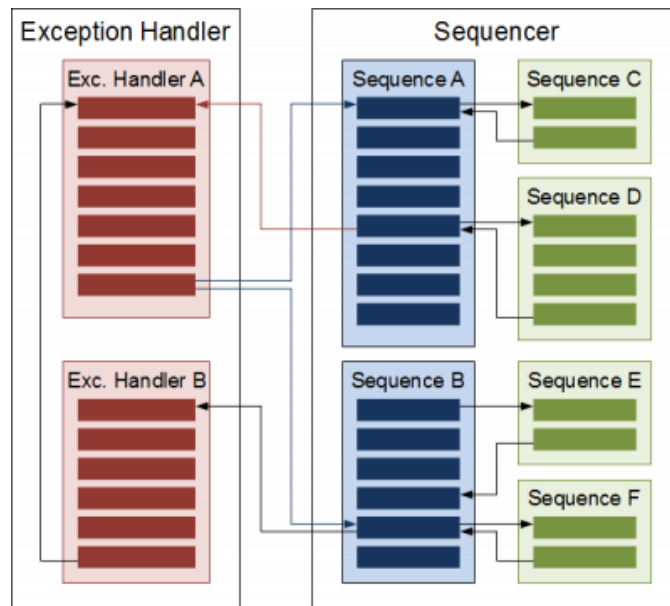 Exception Handler
Sequencer
Exc. Handler A
Sequence A
Sequence C
Sequence D
Exc. Handler B
Sequence B
Sequence E
Sequence F